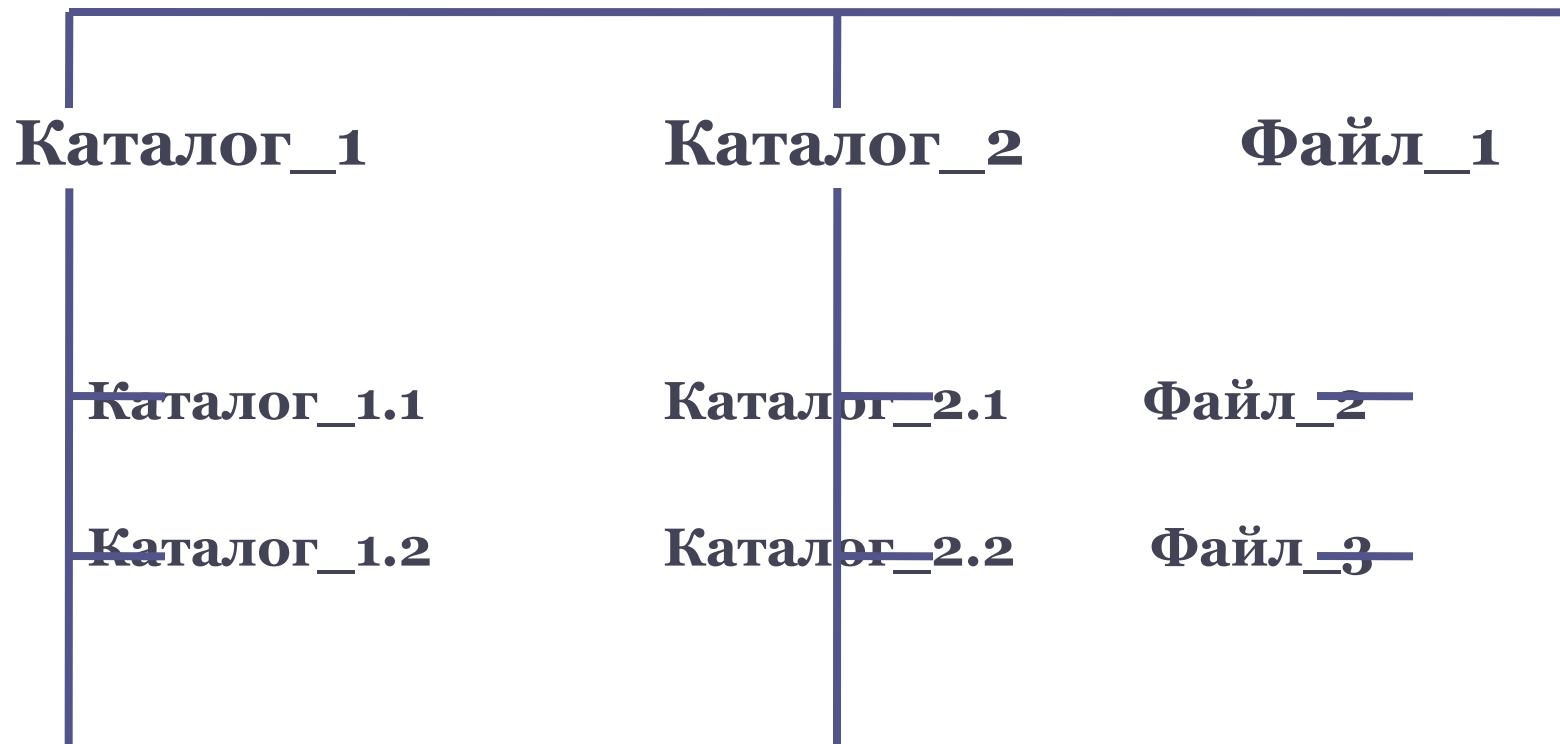 Каталог_1 Каталог_2 Файл_1
Каталог_1.1 Каталог_2.1 Файл_2
Каталог_1.2 Каталог_2.2 Файл_3